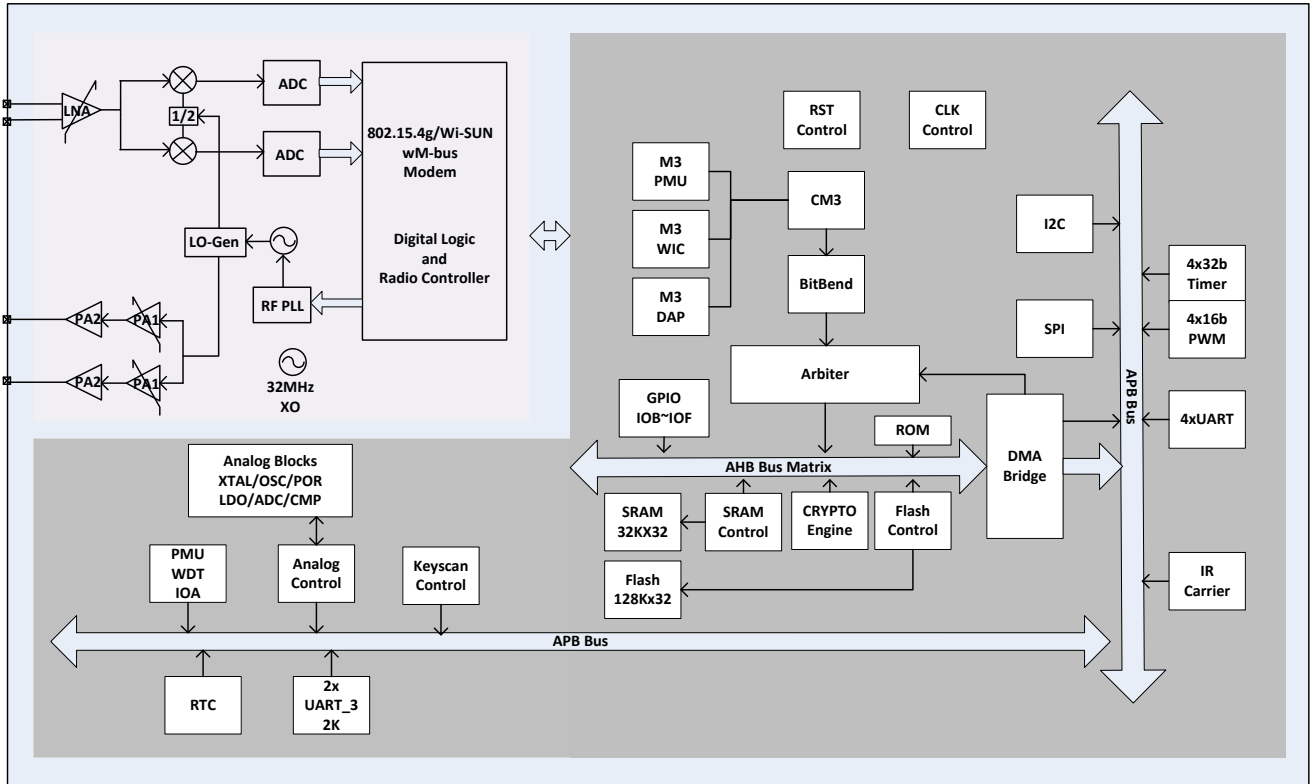 LNA
1/2
ADC
ADC
802.15.4g/Wi-SUN
wM-bus
Modem
Digital Logic
and
Radio Controller
LO-Gen
RF PLL
PA2
PA1
PA2
PA1
32MHz
XO
RST
Control
CLK
Control
M3
PMU
M3
WIC
M3
DAP
CM3
BitBend
Arbiter
GPIO
IOB~IOF
ROM
AHB Bus Matrix
SRAM
32KX32
SRAM
Control
CRYPTO
Engine
Flash
Control
Flash
128Kx32
DMA
Bridge
I2C
SPI
APB Bus
4x32b
Timer
4x16b
PWM
4xUART
IR
Carrier
Analog Blocks
XTAL/OSC/POR
LDO/ADC/CMP
PMU
WDT
IOA
Analog
Control
Keyscan
Control
APB Bus
RTC
2x
UART_3
2K